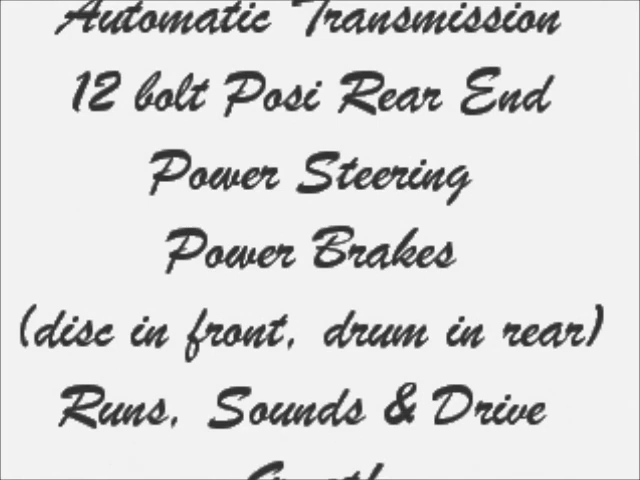 Automatic Transmission
12 bolt Posi Rear End
Power Steering
Power Brakes
(disc in front, drum in rear)
Runs, Sounds & Drive